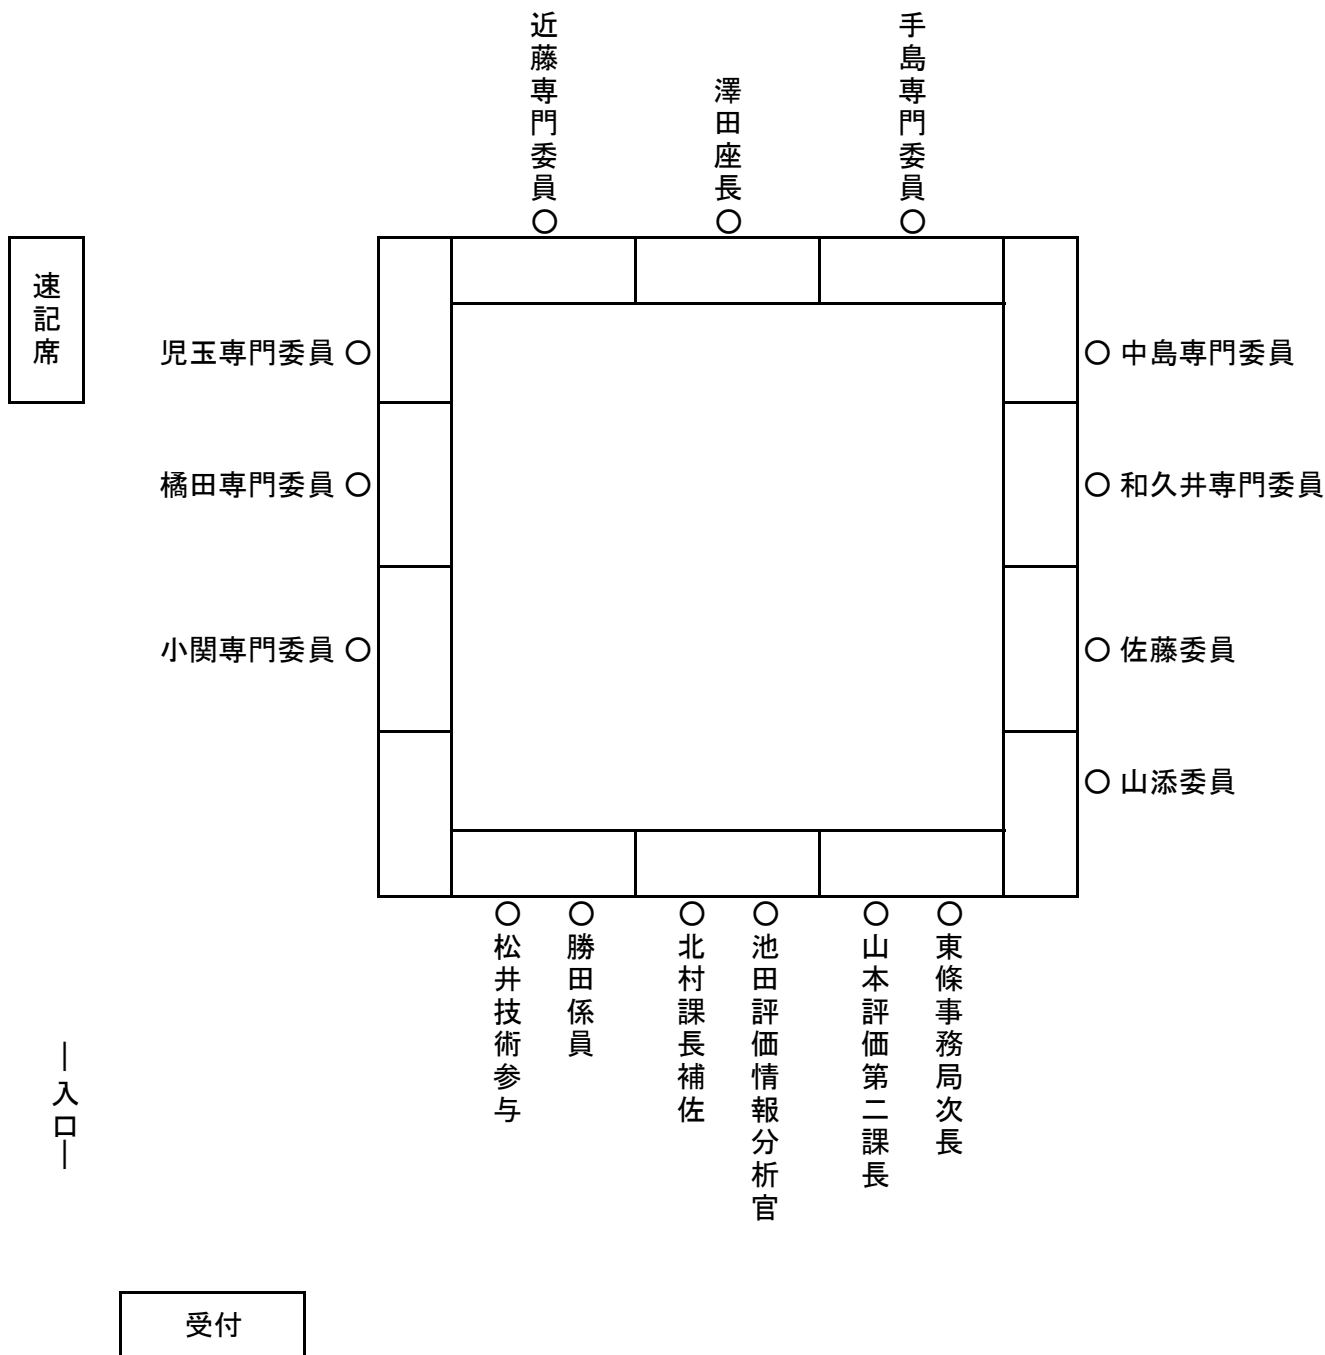 近藤専門委員
澤田座長
手島専門委員
速記席
児玉専門委員
中島専門委員
橘田専門委員
和久井専門委員
小関専門委員
佐藤委員
山添委員
松井技術参与
勝田係員
北村課長補佐
池田評価情報分析官
山本評価第二課長
東條事務局次長
―入口―
受付